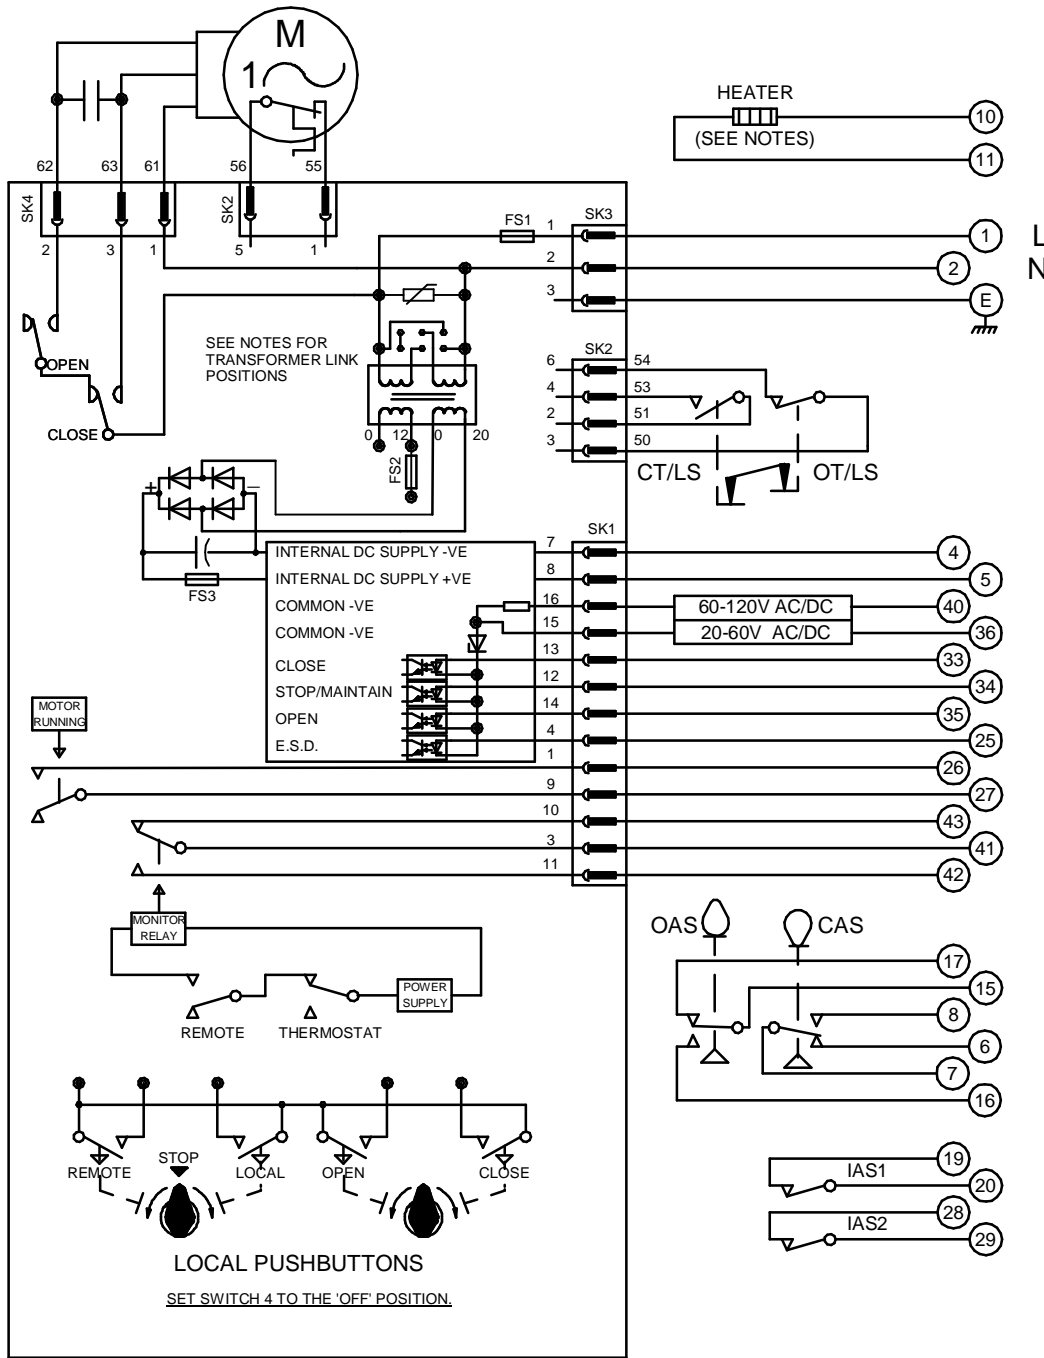 M
1
HEATER
10
(SEE NOTES)
11
62 63 61 56 55
SK4
SK2
2 3 1 5 1
FS1
SK3
1 1 L
2 2 N
3 E
SEE NOTES FOR
TRANSFORMER LINK
POSITIONS
OPEN
CLOSE
SK2
6 54
4 53
2 51
3 50
CT/LS OT/LS
0 12 0 20
FS2
+ –
FS3
SK1
INTERNAL DC SUPPLY -VE 7 4
INTERNAL DC SUPPLY +VE 8 5
COMMON -VE 16 60-120V AC/DC 40
COMMON -VE 15 20-60V AC/DC 36
CLOSE 13 33
STOP/MAINTAIN 12 34
OPEN 14 35
E.S.D. 4 25
MOTOR
RUNNING
1 26
9 27
10 43
3 41
11 42
MONITOR
RELAY
POWER
SUPPLY
REMOTE THERMOSTAT
OAS CAS
17
15
8
6
7
16
REMOTE STOP LOCAL OPEN CLOSE
IAS1
19
20
IAS2
28
29
LOCAL PUSHBUTTONS
SET SWITCH 4 TO THE 'OFF' POSITION.